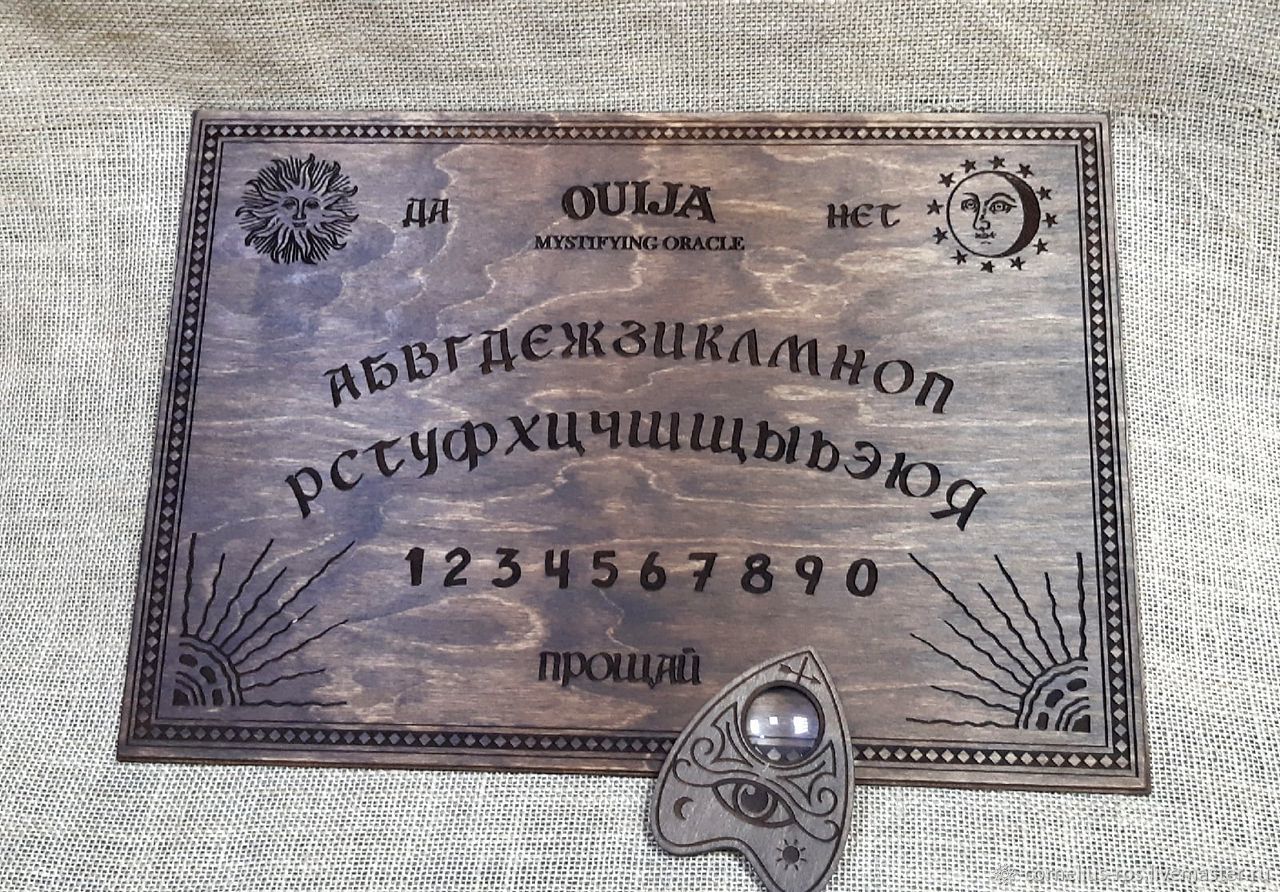 ДА OUIJA НЕТ
MYSTIFYING ORACLE
АБВГДЕЖЗИКЛМНОП
РСТУФХЦЧШЩЫЬЭЮЯ
1234567890
ПРОЩАЙ